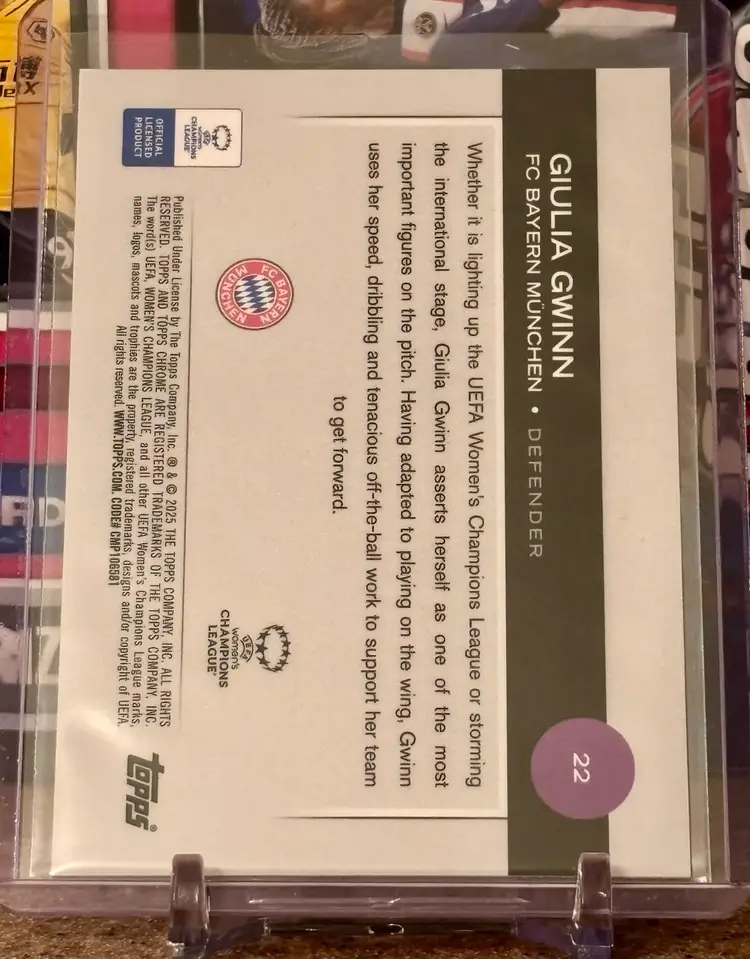 GIULIA GWINN
FC BAYERN MÜNCHEN • DEFENDER
22
Whether it is lighting up the UEFA Women's Champions League or storming
the international stage, Giulia Gwinn asserts herself as one of the most
important figures on the pitch. Having adapted to playing on the wing, Gwinn
uses her speed, dribbling and tenacious off-the-ball work to support her team
to get forward.
FC BAYERN
MÜNCHEN
UEFA
women's
CHAMPIONS
LEAGUE
UEFA
women's
CHAMPIONS
LEAGUE
OFFICIAL
LICENSED
PRODUCT
Published Under License by The Topps Company, Inc. ® & © 2025 THE TOPPS COMPANY, INC. ALL RIGHTS
RESERVED. TOPPS AND TOPPS CHROME ARE REGISTERED TRADEMARKS OF THE TOPPS COMPANY, INC.
The word(s) UEFA, WOMEN'S CHAMPIONS LEAGUE, and all other UEFA Women's Champions League marks,
names, logos, mascots and trophies are the property, registered trademarks, designs and/or copyright of UEFA.
All rights reserved. WWW.TOPPS.COM. CODE# CMP106581
topps®